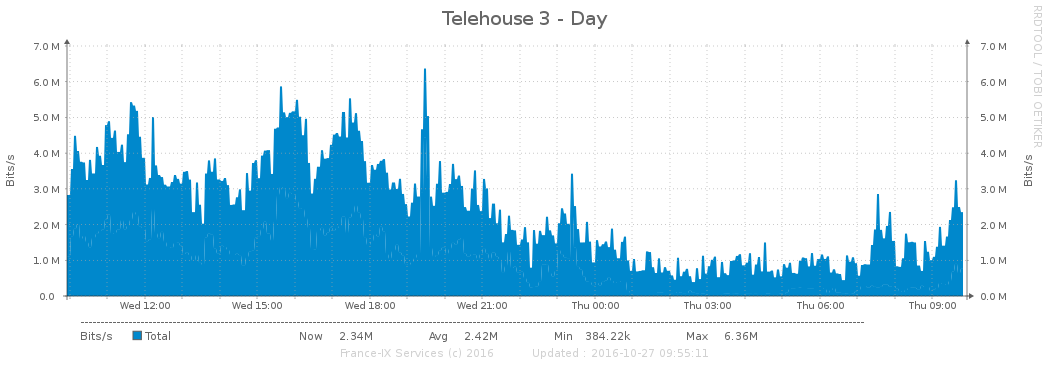 Telehouse 3 - Day
RRDTOOL / TOBI OETIKER
Bits/s
7.0 M
6.0 M
5.0 M
4.0 M
3.0 M
2.0 M
1.0 M
0.0
7.0 M
6.0 M
5.0 M
4.0 M
3.0 M
2.0 M
1.0 M
0.0 M
Bits/s
Wed 12:00 Wed 15:00 Wed 18:00 Wed 21:00 Thu 00:00 Thu 03:00 Thu 06:00 Thu 09:00
Bits/s Total Now 2.34M Avg 2.42M Min 384.22k Max 6.36M
France-IX Services (c) 2016 Updated : 2016-10-27 09:55:11